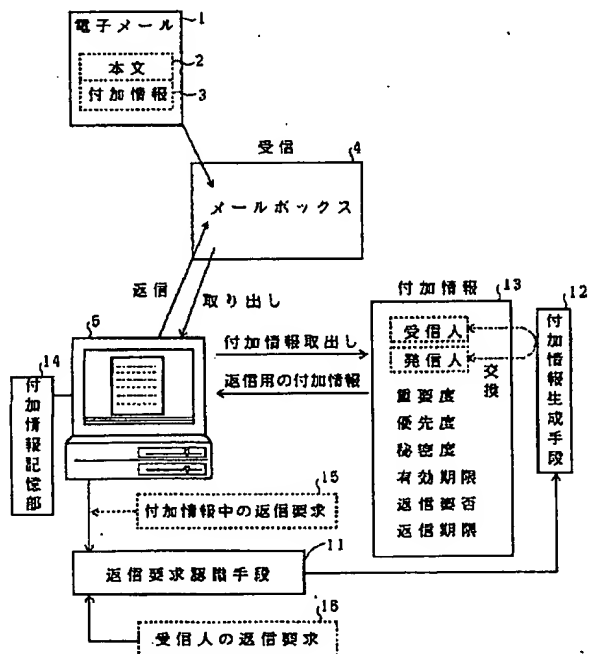 電子メール
1
本文
2
付加情報
3
受信
4
メールボックス
返信
取り出し
5
14
付加情報記憶部
付加情報取出し
返信用の付加情報
付加情報
13
受信人
発信人
交換
重要度
優先度
秘密度
有効期限
返信要否
返信期限
12
付加情報生成手段
15
付加情報中の返信要求
11
返信要求認識手段
16
受信人の返信要求